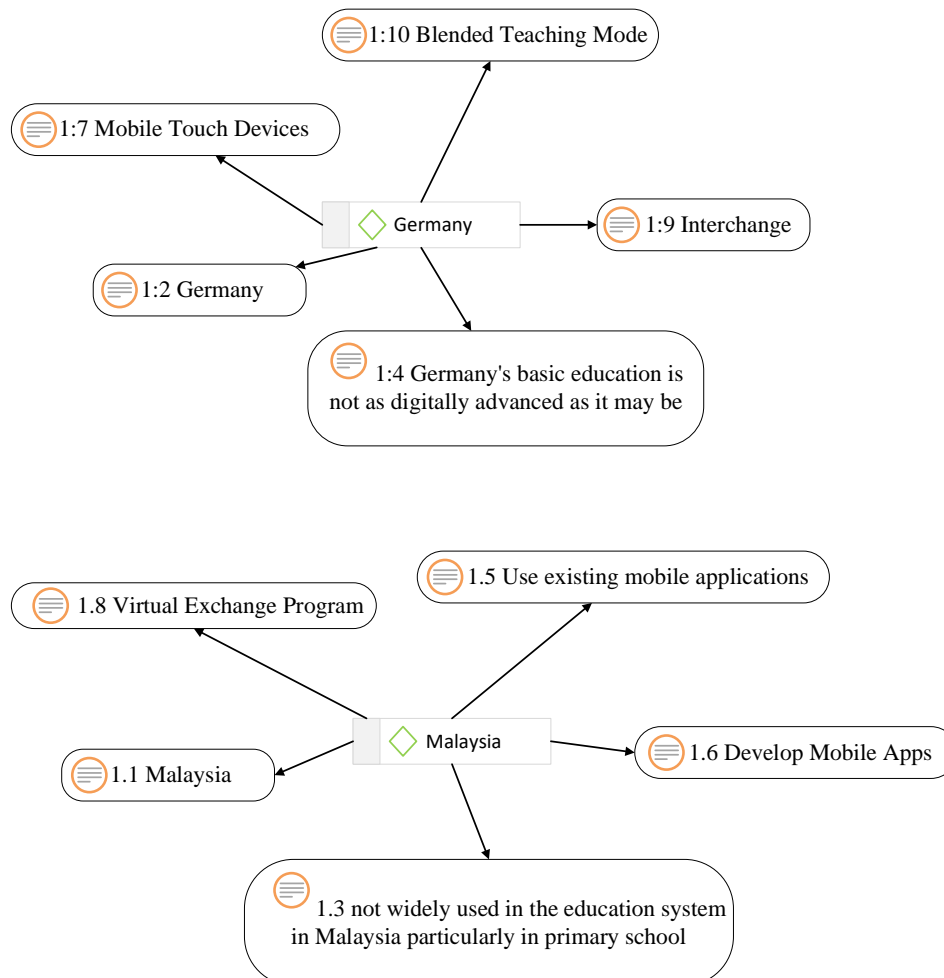 1:10 Blended Teaching Mode
1:7 Mobile Touch Devices
Germany
1:9 Interchange
1:2 Germany
1:4 Germany's basic education is
not as digitally advanced as it may be
1.5 Use existing mobile applications
1.8 Virtual Exchange Program
Malaysia
1.6 Develop Mobile Apps
1.1 Malaysia
1.3 not widely used in the education system
in Malaysia particularly in primary school